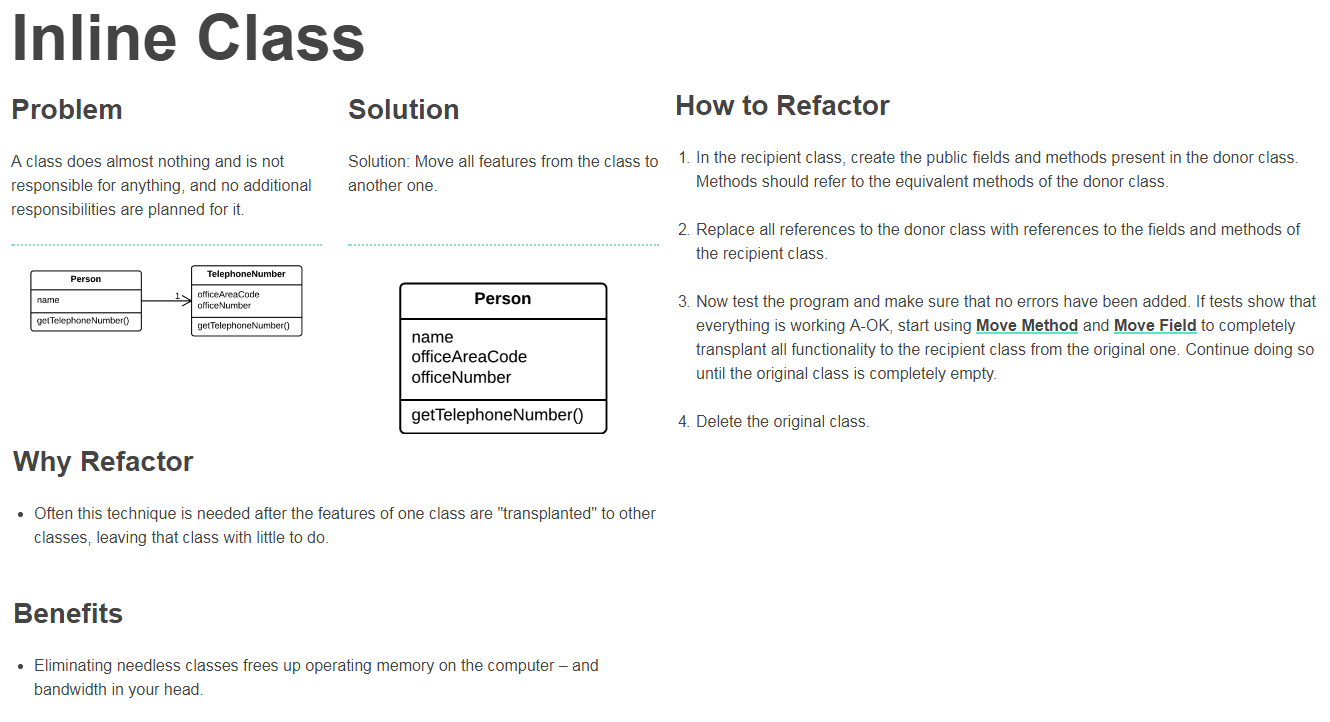 Inline Class
Problem
A class does almost nothing and is not
responsible for anything, and no additional
responsibilities are planned for it.
Person
name
getTelephoneNumber()
1
TelephoneNumber
officeAreaCode
officeNumber
getTelephoneNumber()
Solution
Solution: Move all features from the class to
another one.
Person
name
officeAreaCode
officeNumber
getTelephoneNumber()
Why Refactor
• Often this technique is needed after the features of one class are "transplanted" to other
classes, leaving that class with little to do.
Benefits
• Eliminating needless classes frees up operating memory on the computer – and
bandwidth in your head.
How to Refactor
1. In the recipient class, create the public fields and methods present in the donor class.
Methods should refer to the equivalent methods of the donor class.
2. Replace all references to the donor class with references to the fields and methods of
the recipient class.
3. Now test the program and make sure that no errors have been added. If tests show that
everything is working A-OK, start using Move Method and Move Field to completely
transplant all functionality to the recipient class from the original one. Continue doing so
until the original class is completely empty.
4. Delete the original class.